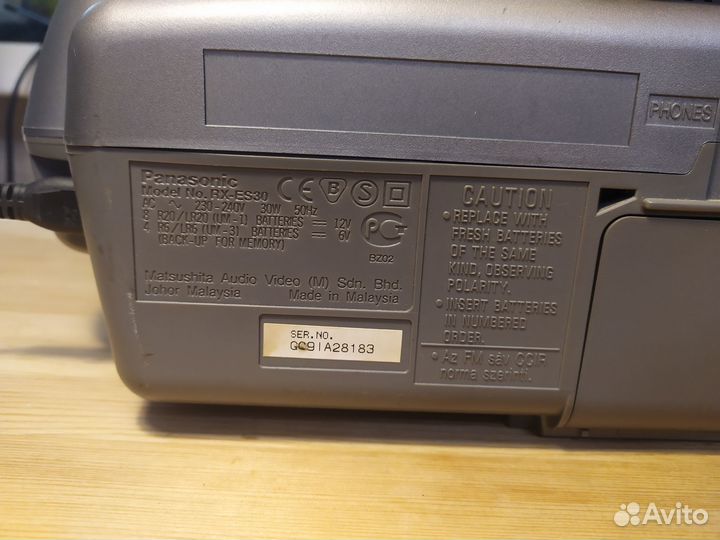 PHONES
Panasonic
Model No. RX-ES30
AC ∿ 230-240V 30W 50Hz
8 R20/LR20 (UM-1) BATTERIES ⎓ 12V
4 R6/LR6 (UM-3) BATTERIES ⎓ 6V
(BACK-UP FOR MEMORY)
CE B S
PG
BZ02
Matsushita Audio Video (M) Sdn. Bhd.
Johor Malaysia Made in Malaysia
SER.NO.
GC9IA28183
CAUTION
• REPLACE WITH
FRESH BATTERIES
OF THE SAME
KIND, OBSERVING
POLARITY.
• INSERT BATTERIES
IN NUMBERED
ORDER.
• Az FM sáv CCIR
norma szerinti.
Avito